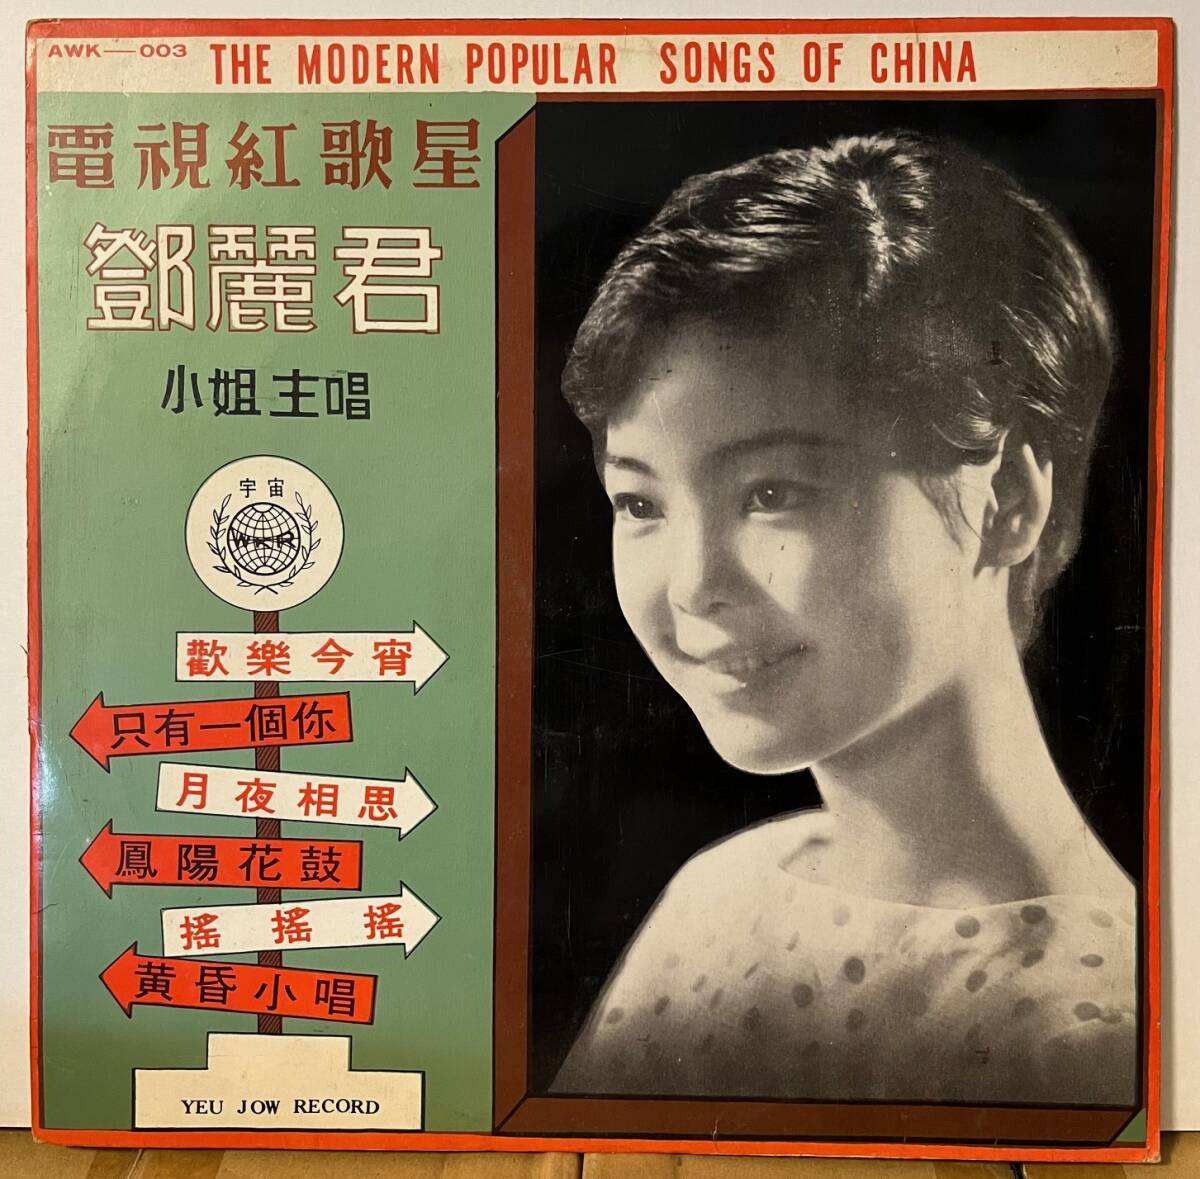 AWK—003
THE MODERN POPULAR SONGS OF CHINA
電視紅歌星
鄧麗君
小姐主唱
宇宙
WKR
歡樂今宵
只有一個你
月夜相思
鳳陽花鼓
搖搖搖
黃昏小唱
YEU JOW RECORD